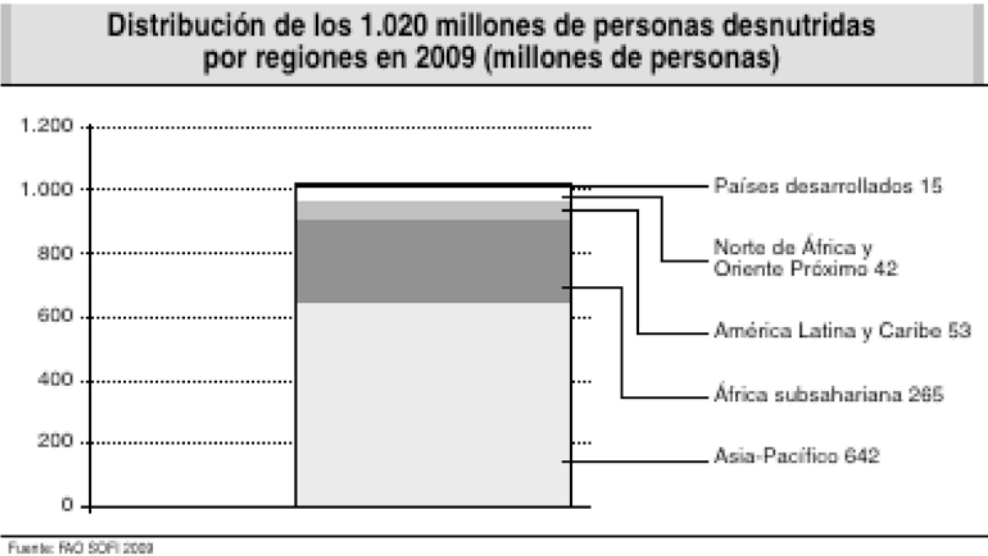 Distribución de los 1.020 millones de personas desnutridas
por regiones en 2009 (millones de personas)
1.200
1.000
800
600
400
200
0
Países desarrollados 15
Norte de África y
Oriente Próximo 42
América Latina y Caribe 53
África subsahariana 265
Asia-Pacífico 642
Fuente: FAO SOFI 2009